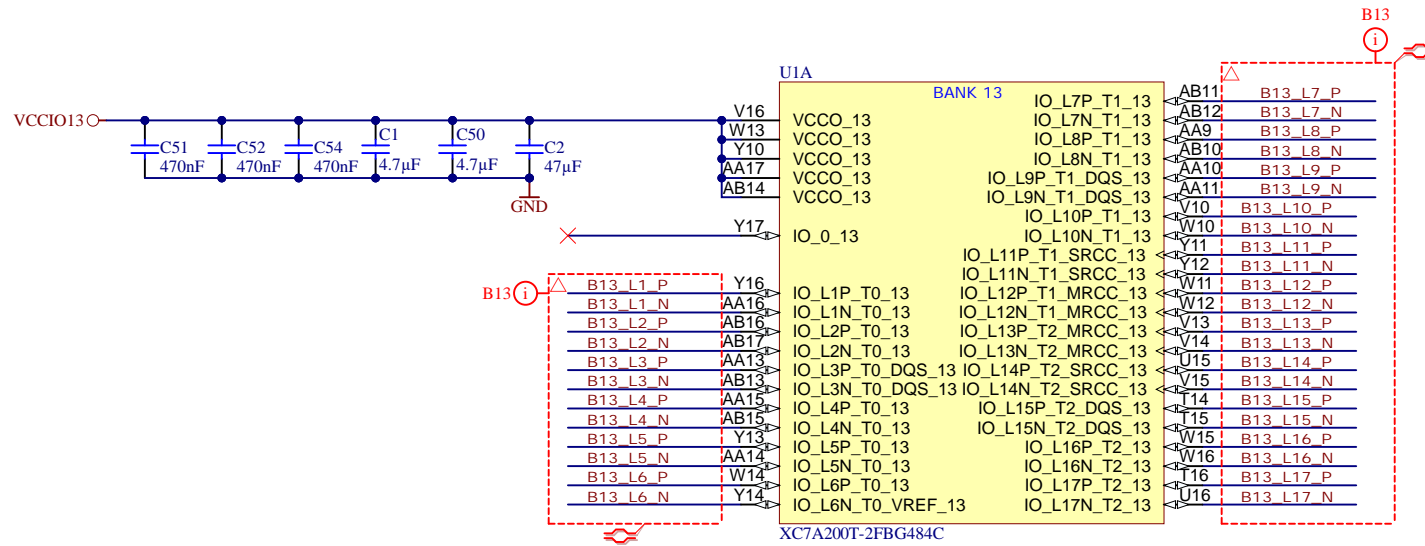 B13
i
U1A
BANK 13
VCCIO13
C51
470nF
C52
470nF
C54
470nF
C1
4.7µF
C50
4.7µF
C2
47µF
GND
V16 VCCO_13
W13 VCCO_13
Y10 VCCO_13
AA17 VCCO_13
AB14 VCCO_13
Y17 IO_0_13
B13 i
B13_L1_P Y16 IO_L1P_T0_13
B13_L1_N AA16 IO_L1N_T0_13
B13_L2_P AB16 IO_L2P_T0_13
B13_L2_N AB17 IO_L2N_T0_13
B13_L3_P AA13 IO_L3P_T0_DQS_13
B13_L3_N AB13 IO_L3N_T0_DQS_13
B13_L4_P AA15 IO_L4P_T0_13
B13_L4_N AB15 IO_L4N_T0_13
B13_L5_P Y13 IO_L5P_T0_13
B13_L5_N AA14 IO_L5N_T0_13
B13_L6_P W14 IO_L6P_T0_13
B13_L6_N Y14 IO_L6N_T0_VREF_13
IO_L7P_T1_13 AB11 B13_L7_P
IO_L7N_T1_13 AB12 B13_L7_N
IO_L8P_T1_13 AA9 B13_L8_P
IO_L8N_T1_13 AB10 B13_L8_N
IO_L9P_T1_DQS_13 AA10 B13_L9_P
IO_L9N_T1_DQS_13 AA11 B13_L9_N
IO_L10P_T1_13 V10 B13_L10_P
IO_L10N_T1_13 W10 B13_L10_N
IO_L11P_T1_SRCC_13 Y11 B13_L11_P
IO_L11N_T1_SRCC_13 Y12 B13_L11_N
IO_L12P_T1_MRCC_13 W11 B13_L12_P
IO_L12N_T1_MRCC_13 W12 B13_L12_N
IO_L13P_T2_MRCC_13 V13 B13_L13_P
IO_L13N_T2_MRCC_13 V14 B13_L13_N
IO_L14P_T2_SRCC_13 U15 B13_L14_P
IO_L14N_T2_SRCC_13 V15 B13_L14_N
IO_L15P_T2_DQS_13 T14 B13_L15_P
IO_L15N_T2_DQS_13 T15 B13_L15_N
IO_L16P_T2_13 W15 B13_L16_P
IO_L16N_T2_13 W16 B13_L16_N
IO_L17P_T2_13 T16 B13_L17_P
IO_L17N_T2_13 U16 B13_L17_N
XC7A200T-2FBG484C